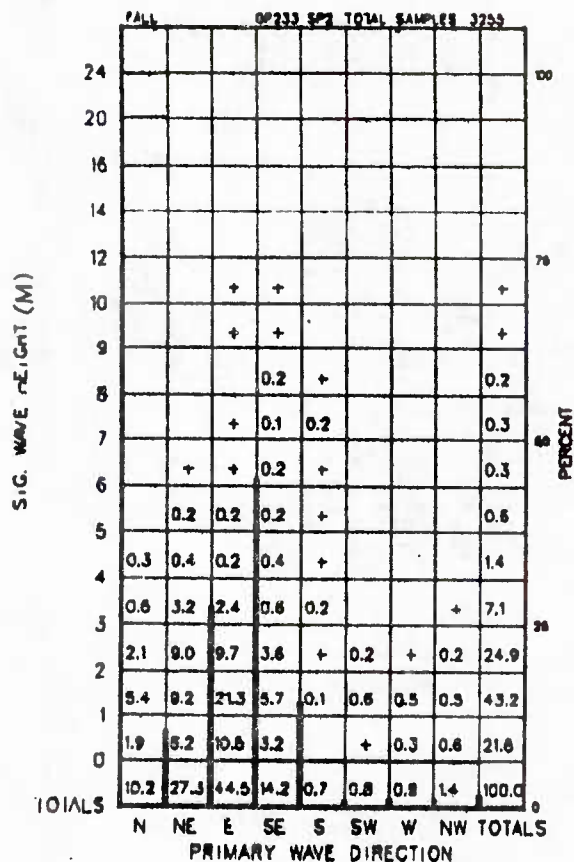 FALL GP233 SP2 TOTAL SAMPLES 3255
24 100
20
16
14
12 75
+ + +
10
+ + +
9
0.2 + 0.2
8
+ 0.1 0.2 0.3
7 50
+ + 0.2 + 0.3
6
0.2 0.2 0.2 + 0.6
5
0.3 0.4 0.2 0.4 + 1.4
4
0.6 3.2 2.4 0.6 0.2 + 7.1
3 25
2.1 9.0 9.7 3.6 + 0.2 + 0.2 24.9
2
5.4 9.2 21.3 5.7 0.1 0.6 0.5 0.5 43.2
1
1.9 5.2 10.8 3.2 + 0.3 0.6 21.8
0
TOTALS 10.2 27.3 44.5 14.2 0.7 0.8 0.8 1.4 100.0 0
N NE E SE S SW W NW TOTALS
PRIMARY WAVE DIRECTION
SIG. WAVE HEIGHT (M)
PERCENT